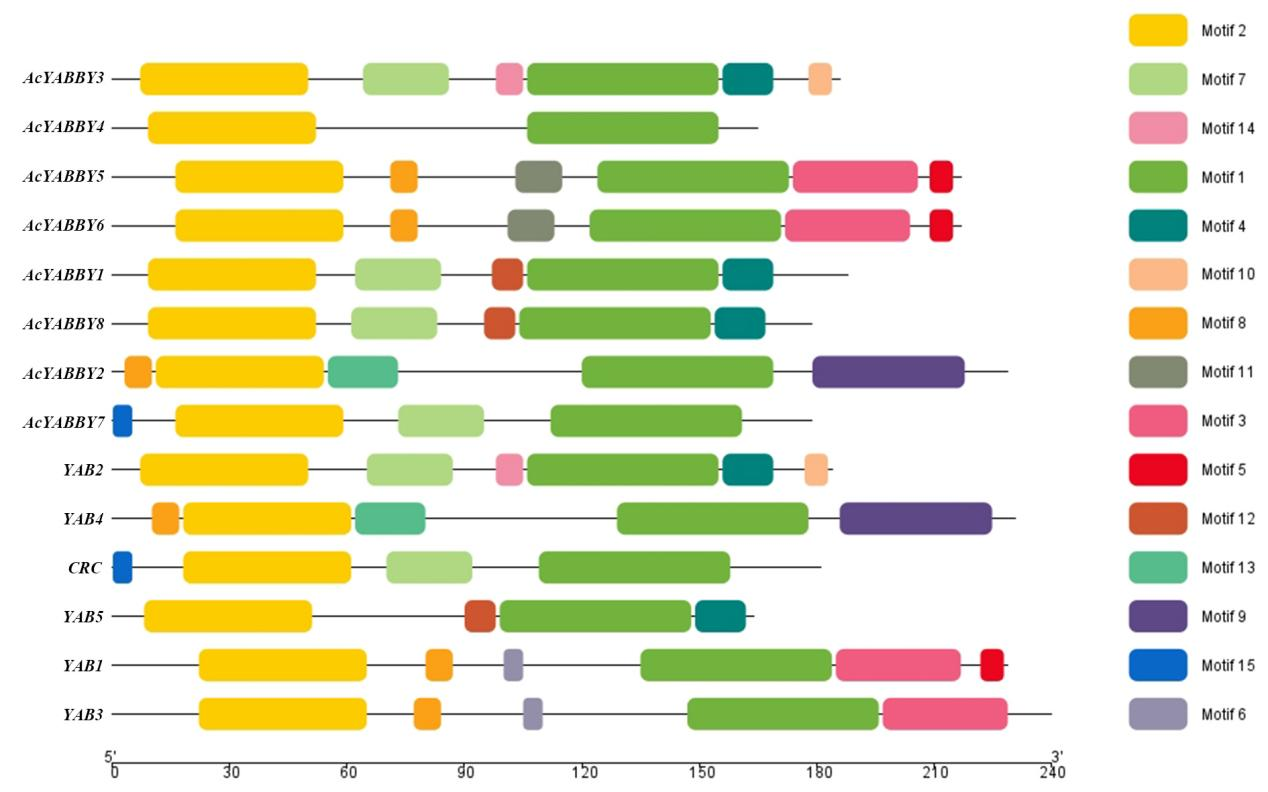 AcYABBY3
AcYABBY4
AcYABBY5
AcYABBY6
AcYABBY1
AcYABBY8
AcYABBY2
AcYABBY7
YAB2
YAB4
CRC
YAB5
YAB1
YAB3
5' 3'
0 30 60 90 120 150 180 210 240
Motif 2
Motif 7
Motif 14
Motif 1
Motif 4
Motif 10
Motif 8
Motif 11
Motif 3
Motif 5
Motif 12
Motif 13
Motif 9
Motif 15
Motif 6